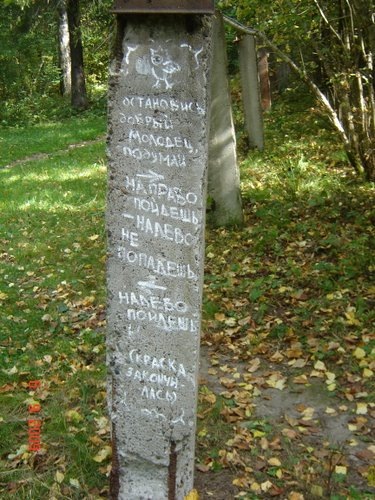 ОСТАНОВИСЬ
ДОБРЫЙ
МОЛОДЕЦ
ПОДУМАЙ
→
НАПРАВО
ПОЙДЕШЬ
-НАЛЕВО
НЕ
ПОПАДЕШЬ
←
НАЛЕВО
ПОЙДЕШЬ
(КРАСКА
ЗАКОНЧИ
ЛАСЬ)